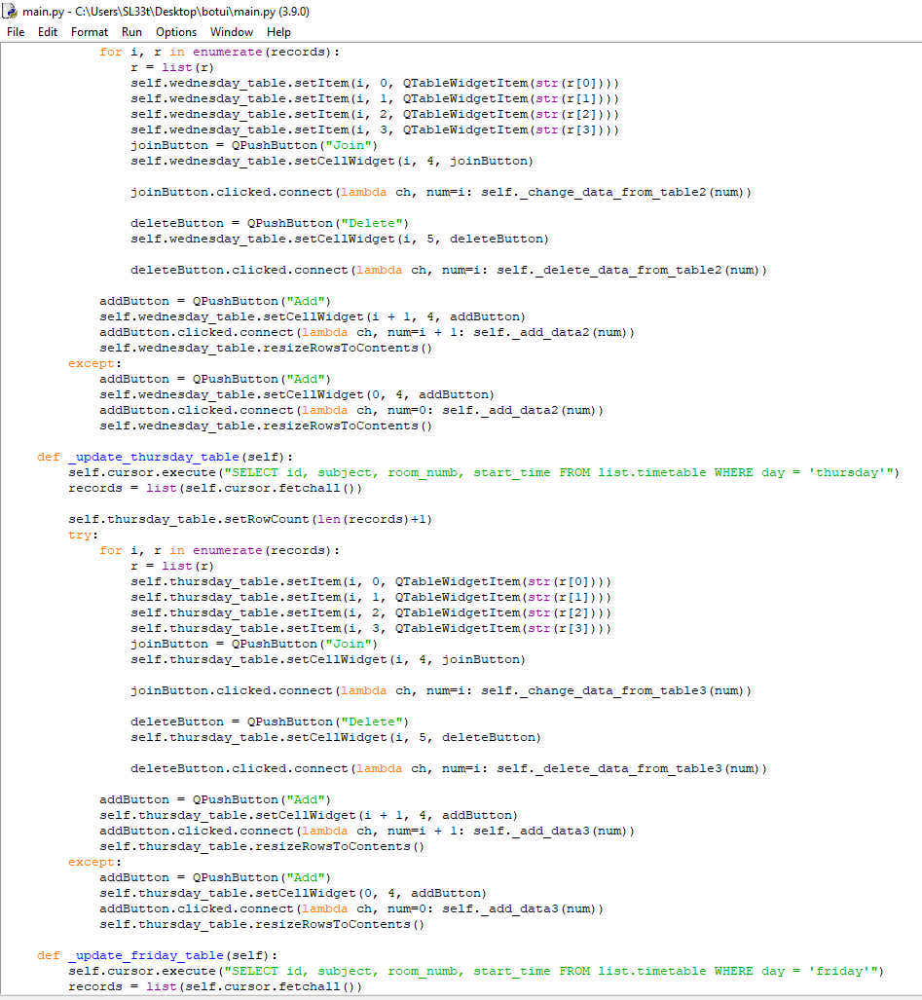 main.py - C:\Users\SL33t\Desktop\botui\main.py (3.9.0)
File Edit Format Run Options Window Help
        for i, r in enumerate(records):
            r = list(r)
            self.wednesday_table.setItem(i, 0, QTableWidgetItem(str(r[0])))
            self.wednesday_table.setItem(i, 1, QTableWidgetItem(str(r[1])))
            self.wednesday_table.setItem(i, 2, QTableWidgetItem(str(r[2])))
            self.wednesday_table.setItem(i, 3, QTableWidgetItem(str(r[3])))
            joinButton = QPushButton("Join")
            self.wednesday_table.setCellWidget(i, 4, joinButton)

            joinButton.clicked.connect(lambda ch, num=i: self._change_data_from_table2(num))

            deleteButton = QPushButton("Delete")
            self.wednesday_table.setCellWidget(i, 5, deleteButton)

            deleteButton.clicked.connect(lambda ch, num=i: self._delete_data_from_table2(num))

        addButton = QPushButton("Add")
        self.wednesday_table.setCellWidget(i + 1, 4, addButton)
        addButton.clicked.connect(lambda ch, num=i + 1: self._add_data2(num))
        self.wednesday_table.resizeRowsToContents()
    except:
        addButton = QPushButton("Add")
        self.wednesday_table.setCellWidget(0, 4, addButton)
        addButton.clicked.connect(lambda ch, num=0: self._add_data2(num))
        self.wednesday_table.resizeRowsToContents()

def _update_thursday_table(self):
    self.cursor.execute("SELECT id, subject, room_numb, start_time FROM list.timetable WHERE day = 'thursday'")
    records = list(self.cursor.fetchall())

    self.thursday_table.setRowCount(len(records)+1)
    try:
        for i, r in enumerate(records):
            r = list(r)
            self.thursday_table.setItem(i, 0, QTableWidgetItem(str(r[0])))
            self.thursday_table.setItem(i, 1, QTableWidgetItem(str(r[1])))
            self.thursday_table.setItem(i, 2, QTableWidgetItem(str(r[2])))
            self.thursday_table.setItem(i, 3, QTableWidgetItem(str(r[3])))
            joinButton = QPushButton("Join")
            self.thursday_table.setCellWidget(i, 4, joinButton)

            joinButton.clicked.connect(lambda ch, num=i: self._change_data_from_table3(num))

            deleteButton = QPushButton("Delete")
            self.thursday_table.setCellWidget(i, 5, deleteButton)

            deleteButton.clicked.connect(lambda ch, num=i: self._delete_data_from_table3(num))

        addButton = QPushButton("Add")
        self.thursday_table.setCellWidget(i + 1, 4, addButton)
        addButton.clicked.connect(lambda ch, num=i + 1: self._add_data3(num))
        self.thursday_table.resizeRowsToContents()
    except:
        addButton = QPushButton("Add")
        self.thursday_table.setCellWidget(0, 4, addButton)
        addButton.clicked.connect(lambda ch, num=0: self._add_data3(num))
        self.thursday_table.resizeRowsToContents()

def _update_friday_table(self):
    self.cursor.execute("SELECT id, subject, room_numb, start_time FROM list.timetable WHERE day = 'friday'")
    records = list(self.cursor.fetchall())